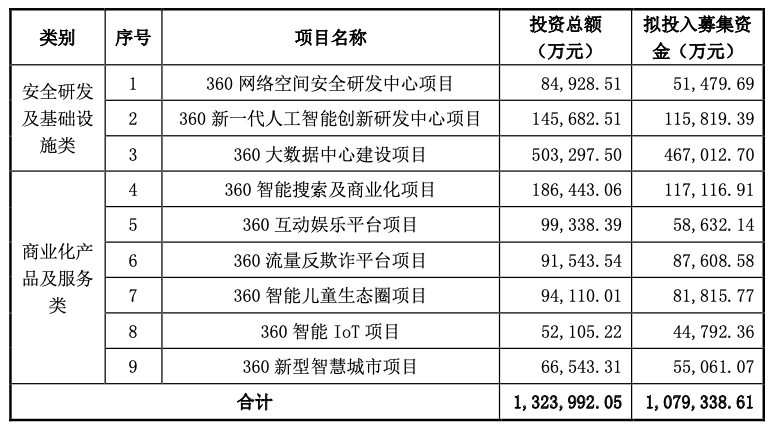 类别 序号 项目名称 投资总额（万元） 拟投入募集资金（万元）
安全研发及基础设施类
1 360 网络空间安全研发中心项目 84,928.51 51,479.69
2 360 新一代人工智能创新研发中心项目 145,682.51 115,819.39
3 360 大数据中心建设项目 503,297.50 467,012.70
商业化产品及服务类
4 360 智能搜索及商业化项目 186,443.06 117,116.91
5 360 互动娱乐平台项目 99,338.39 58,632.14
6 360 流量反欺诈平台项目 91,543.54 87,608.58
7 360 智能儿童生态圈项目 94,110.01 81,815.77
8 360 智能 IoT 项目 52,105.22 44,792.36
9 360 新型智慧城市项目 66,543.31 55,061.07
合计 1,323,992.05 1,079,338.61